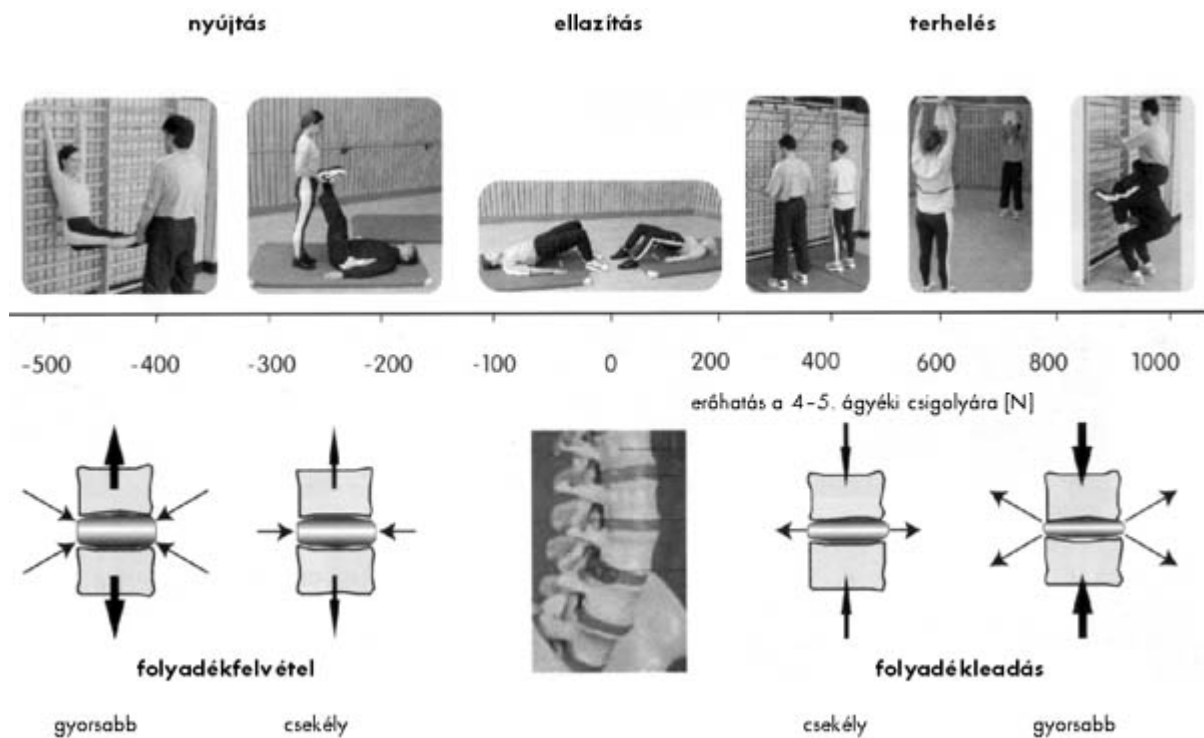 nyújtás ellazítás terhelés
-500 -400 -300 -200 -100 0 200 400 600 800 1000
erőhatás a 4–5. ágyéki csigolyára [N]
folyadékfelvétel folyadékleadás
gyorsabb csekély csekély gyorsabb